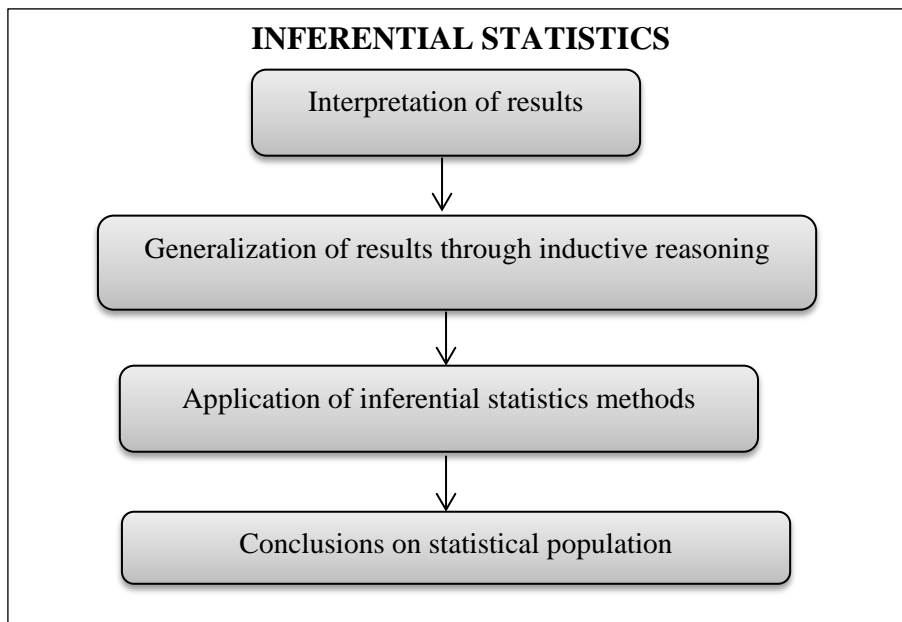 INFERENTIAL STATISTICS
Interpretation of results
Generalization of results through inductive reasoning
Application of inferential statistics methods
Conclusions on statistical population